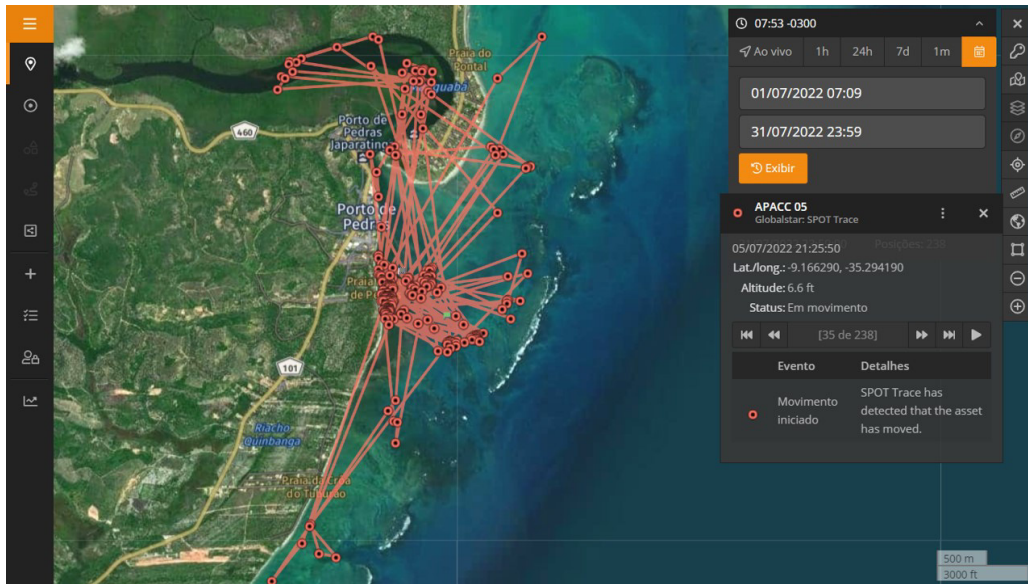 07:53 -0300
Ao vivo 1h 24h 7d 1m
01/07/2022 07:09
31/07/2022 23:59
Exibir
APACC 05
Globalstar: SPOT Trace
Posições: 238
05/07/2022 21:25:50
Lat./long.: -9.166290, -35.294190
Altitude: 6.6 ft
Status: Em movimento
[35 de 238]
Evento Detalhes
Movimento
iniciado
SPOT Trace has
detected that the asset
has moved.
Praia do
Pontal
460
Porto de
Pedras
Japaratinga
Porto de
Pedras
Praia
de
101
Riacho
Quinbanga
Praia da Croa
do Tubarão
500 m
3000 ft